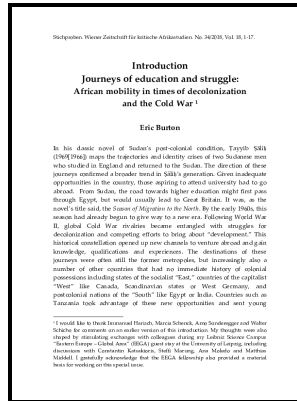 Stichproben. Wiener Zeitschrift für kritische Afrikastudien. No. 34/2018, Vol. 18, 1-17.
Introduction
Journeys of education and struggle:
African mobility in times of decolonization
and the Cold War ¹
Eric Burton
In his classic novel of Sudan's post-colonial condition, Tayyib Ṣāliḥ
(1969[1966]) maps the trajectories and identity crises of two Sudanese men
who studied in England and returned to Sudan. The direction of these
journeys confirmed a broader trend in Ṣāliḥ's generation. Given inadequate
opportunities in the country, those aspiring to attend university had to go
abroad. From Sudan, the road towards higher education might first pass
through Egypt, but would usually lead to Great Britain. It was, as the
novel's title said, the Season of Migration to the North. By the early 1960s, this
season had already begun to give way to a new era. Following World War
II, global Cold War rivalries became entangled with struggles for
decolonization and competing efforts to bring about "development." This
historical constellation opened up new channels to venture abroad and gain
knowledge, qualifications and experiences. The destinations of these
journeys were often still the former metropoles, but increasingly also a
number of other countries that had no immediate history of colonial
possessions including states of the socialist "East," countries of the capitalist
"West" like Canada, Scandinavian states or West Germany, and
postcolonial nations of the "South" like Egypt or India. Countries such as
Tanzania took advantage of these new opportunities and sent young
¹ I would like to thank Immanuel Harisch, Marcia Schenck, Arno Sonderegger and Walter
Schicho for comments on an earlier version of this introduction. My thoughts were also
shaped by stimulating exchanges with colleagues during my Leibniz Science Campus
"Eastern Europe – Global Area" (EEGA) guest stay at the University of Leipzig, including
discussions with Constantin Katsakioris, Steffi Marung, Ana Moledo and Matthias
Middell. I gratefully acknowledge that the EEGA fellowship also provided a material
basis for working on this special issue.